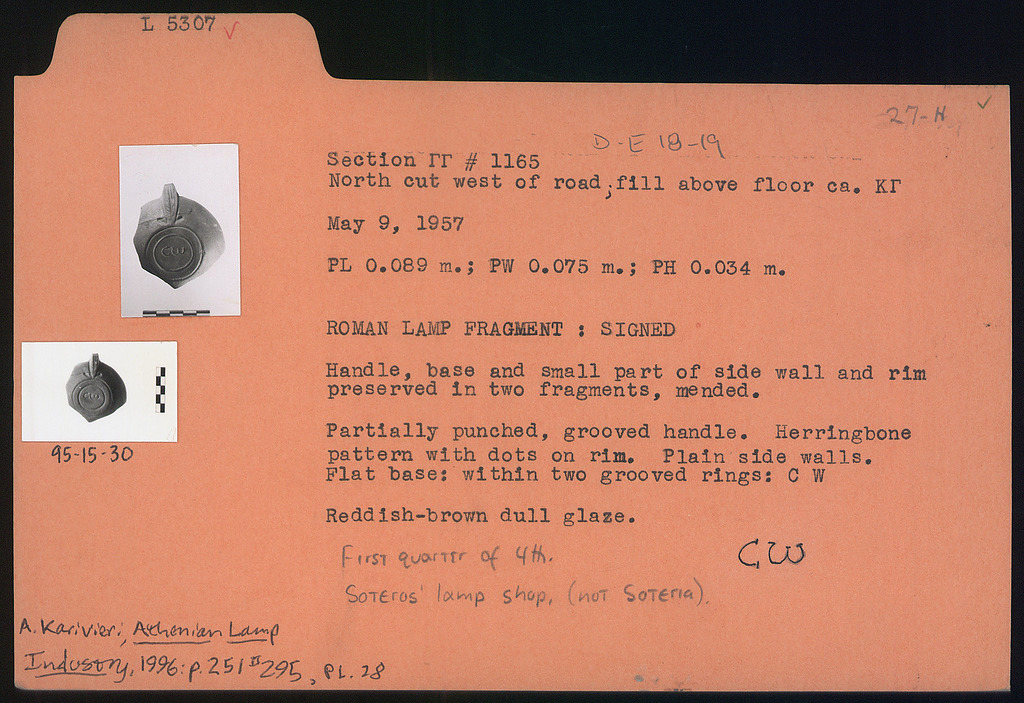 L 5307 ✓
27-H ✓
D-E 18-19
Section ΓΓ # 1165
North cut west of road; fill above floor ca. ΚΓ
May 9, 1957
PL 0.089 m.; PW 0.075 m.; PH 0.034 m.
ROMAN LAMP FRAGMENT : SIGNED
Handle, base and small part of side wall and rim
preserved in two fragments, mended.
Partially punched, grooved handle. Herringbone
pattern with dots on rim. Plain side walls.
Flat base: within two grooved rings: C W
Reddish-brown dull glaze.
First quarter of 4th.
CW
Soteros' lamp shop, (not Soteria).
95-15-30
A. Karivieri, Athenian Lamp
Industry, 1996: p. 251 # 295, PL. 28